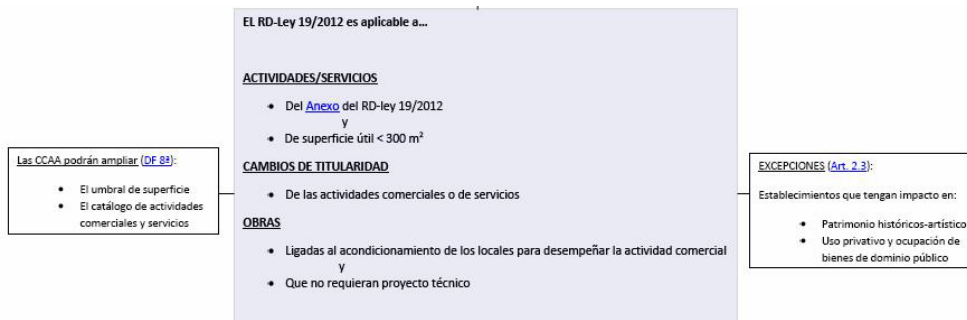 EL RD-Ley 19/2012 es aplicable a...
ACTIVIDADES/SERVICIOS
• Del Anexo del RD-ley 19/2012
y
• De superficie útil < 300 m²
CAMBIOS DE TITULARIDAD
• De las actividades comerciales o de servicios
OBRAS
• Ligadas al acondicionamiento de los locales para desempeñar la actividad comercial
y
• Que no requieran proyecto técnico
Las CCAA podrán ampliar (DF 8ª):
• El umbral de superficie
• El catálogo de actividades
comerciales y servicios
EXCEPCIONES (Art. 2.3):
Establecimientos que tengan impacto en:
• Patrimonio históricos-artístico
• Uso privativo y ocupación de
bienes de dominio público